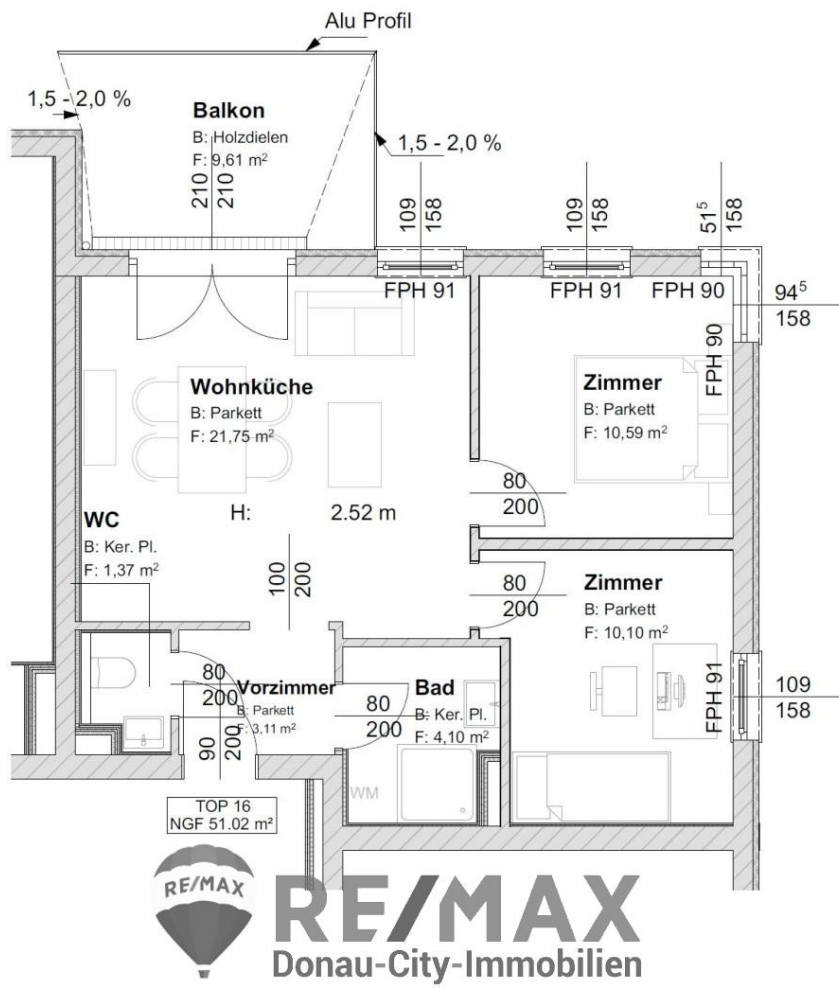 Alu Profil
1,5 - 2,0 %
Balkon
B: Holzdielen
F: 9,61 m²
1,5 - 2,0 %
210
210
109
158
109
158
51⁵
158
FPH 91
FPH 91
FPH 90
94⁵
158
FPH 90
Wohnküche
B: Parkett
F: 21,75 m²
Zimmer
B: Parkett
F: 10,59 m²
H: 2.52 m
80
200
WC
B: Ker. Pl.
F: 1,37 m²
100
200
80
200
Zimmer
B: Parkett
F: 10,10 m²
80
200
Vorzimmer
B: Parkett
F: 3,11 m²
80
200
Bad
B: Ker. Pl.
F: 4,10 m²
FPH 91
109
158
90
200
WM
TOP 16
NGF 51.02 m²
RE/MAX
RE/MAX
Donau-City-Immobilien